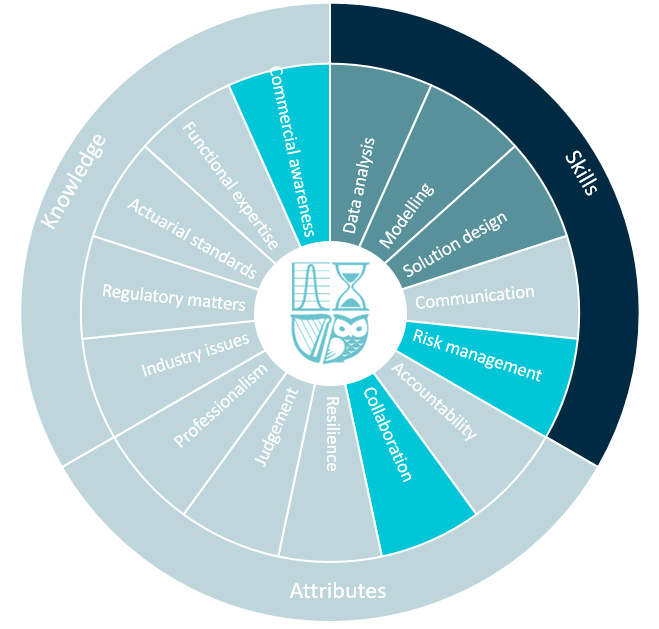 Knowledge
Skills
Attributes
Commercial awareness
Data analysis
Modelling
Solution design
Communication
Risk management
Accountability
Collaboration
Resilience
Judgement
Professionalism
Industry issues
Regulatory matters
Actuarial standards
Functional expertise